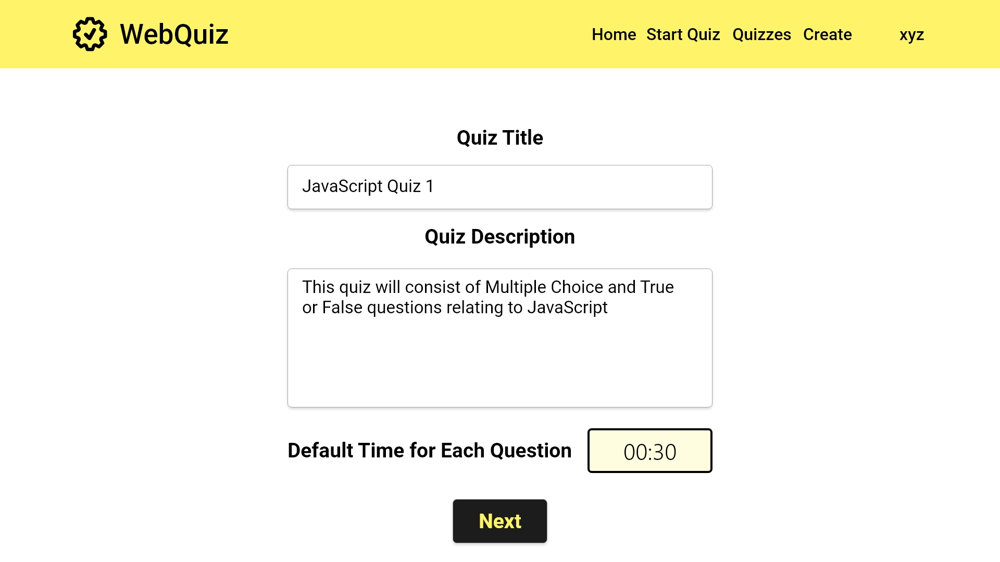 WebQuiz
Home Start Quiz Quizzes Create xyz
Quiz Title
JavaScript Quiz 1
Quiz Description
This quiz will consist of Multiple Choice and True
or False questions relating to JavaScript
Default Time for Each Question 00:30
Next